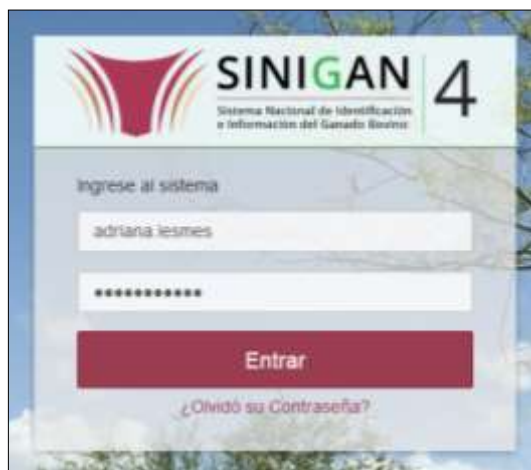 SINIGAN 4
Sistema Nacional de Identificación
e Información del Ganado Bovino
Ingrese al sistema
adriana lesmes
•••••••••••
Entrar
¿Olvidó su Contraseña?